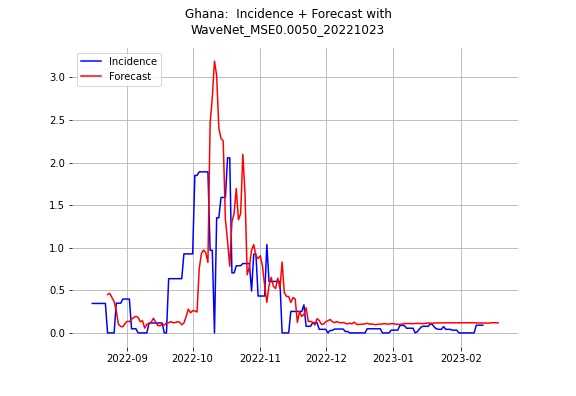 Ghana:  Incidence + Forecast with
WaveNet_MSE0.0050_20221023
Incidence
Forecast
3.0
2.5
2.0
1.5
1.0
0.5
0.0
2022-09 2022-10 2022-11 2022-12 2023-01 2023-02